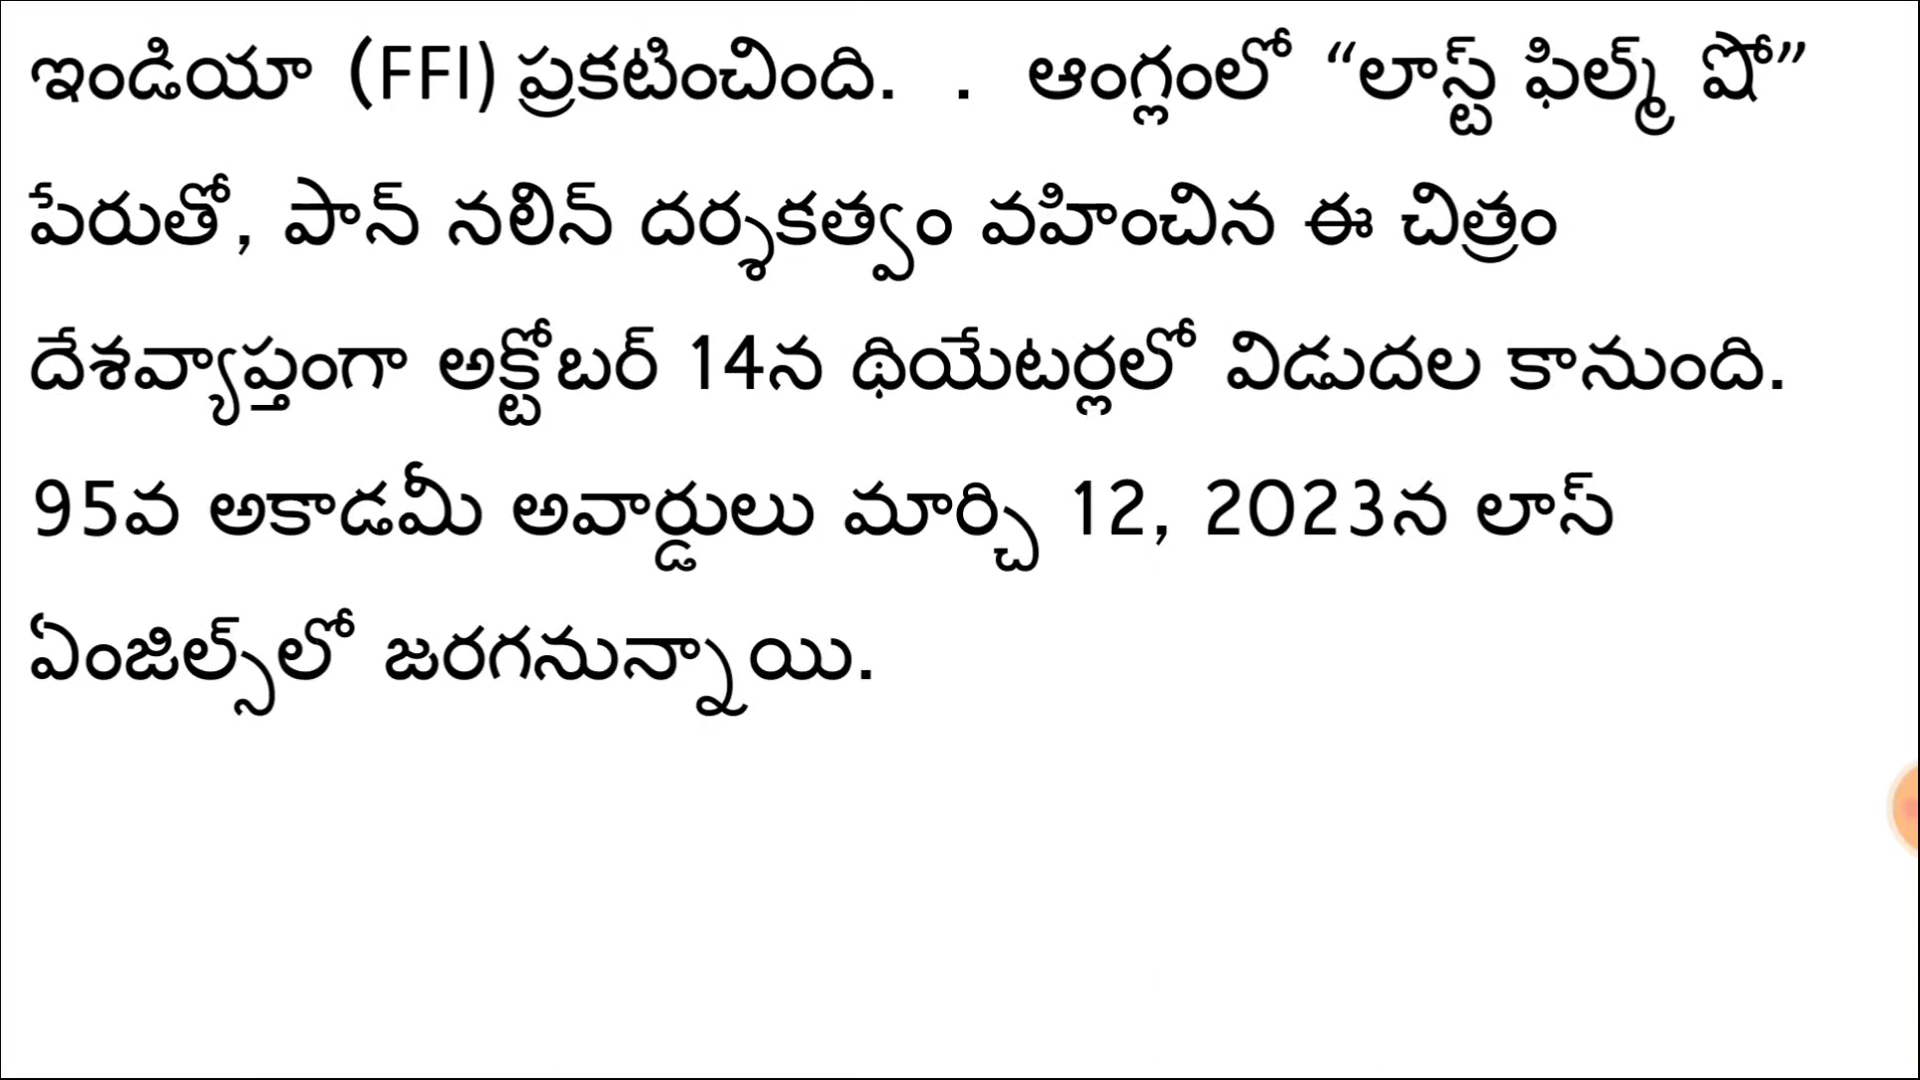 ఇండియా (FFI) ప్రకటించింది. . ఆంగ్లంలో “లాస్ట్ ఫిల్మ్ షో”
పేరుతో, పాన్ నలిన్ దర్శకత్వం వహించిన ఈ చిత్రం
దేశవ్యాప్తంగా అక్టోబర్ 14న థియేటర్లలో విడుదల కానుంది.
95వ అకాడమీ అవార్డులు మార్చి 12, 2023న లాస్
ఏంజిల్స్‌లో జరగనున్నాయి.